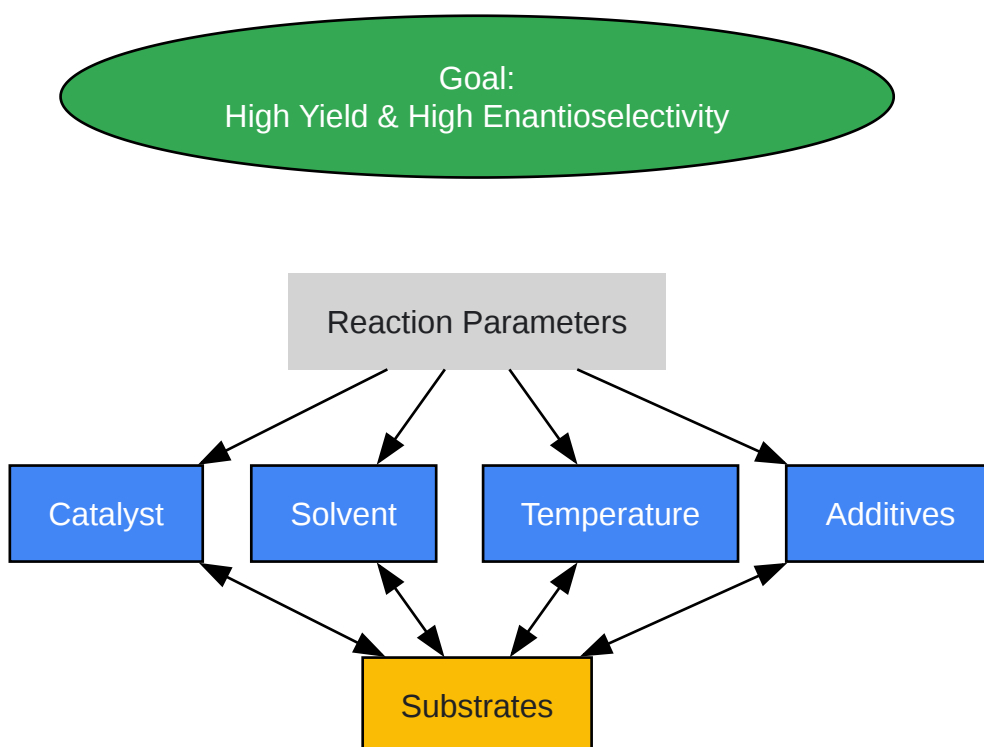 Goal:
High Yield & High Enantioselectivity
Reaction Parameters
Catalyst
Solvent
Temperature
Additives
Substrates